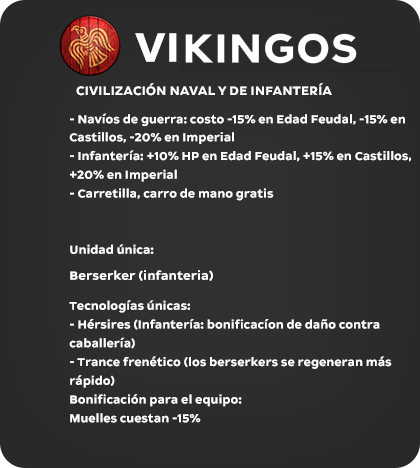 VIKINGOS
CIVILIZACIÓN NAVAL Y DE INFANTERÍA
- Navíos de guerra: costo -15% en Edad Feudal, -15% en
Castillos, -20% en Imperial
- Infantería: +10% HP en Edad Feudal, +15% en Castillos,
+20% en Imperial
- Carretilla, carro de mano gratis
Unidad única:
Berserker (infanteria)
Tecnologías únicas:
- Hérsires (Infantería: bonificacíon de daño contra
caballería)
- Trance frenético (los berserkers se regeneran más
rápido)
Bonificación para el equipo:
Muelles cuestan -15%